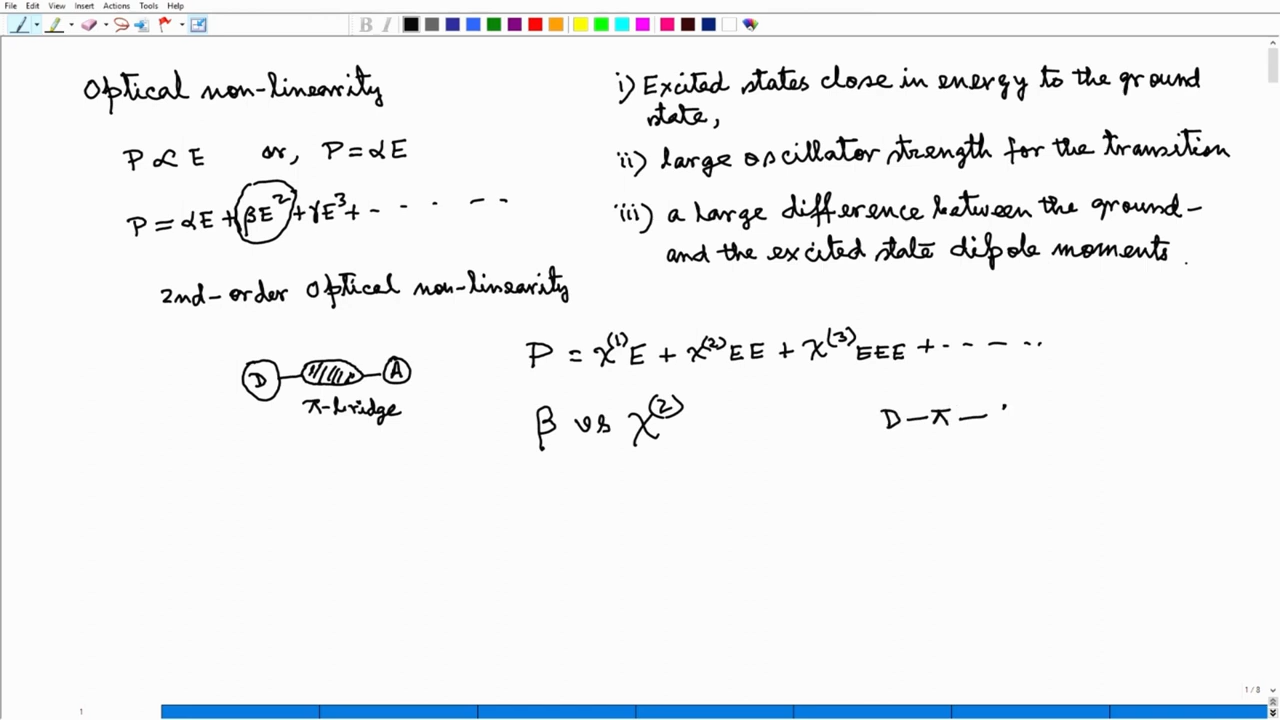 File Edit View Insert Actions Tools Help
B I
Optical non-linearity
P ∝ E or, P = αE
P = αE + βE² + γE³ + - - - - -
2nd-order optical non-linearity
D A
π-bridge
i) Excited states close in energy to the ground
state,
ii) large oscillator strength for the transition
iii) a large difference between the ground-
and the excited state dipole moments.
P = χ⁽¹⁾E + χ⁽²⁾EE + χ⁽³⁾EEE + - - - - -
β vs χ⁽²⁾
D - π -
1 / 8
1